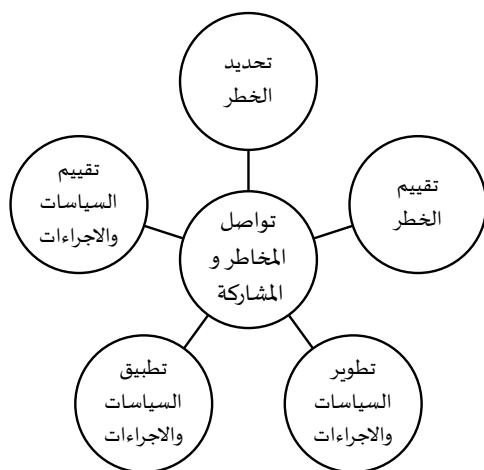 تحديد
الخطر
تقييم
الخطر
تطوير
السياسات
والاجراءات
تطبيق
السياسات
والاجراءات
تقييم
السياسات
والاجراءات
تواصل
المخاطر و
المشاركة